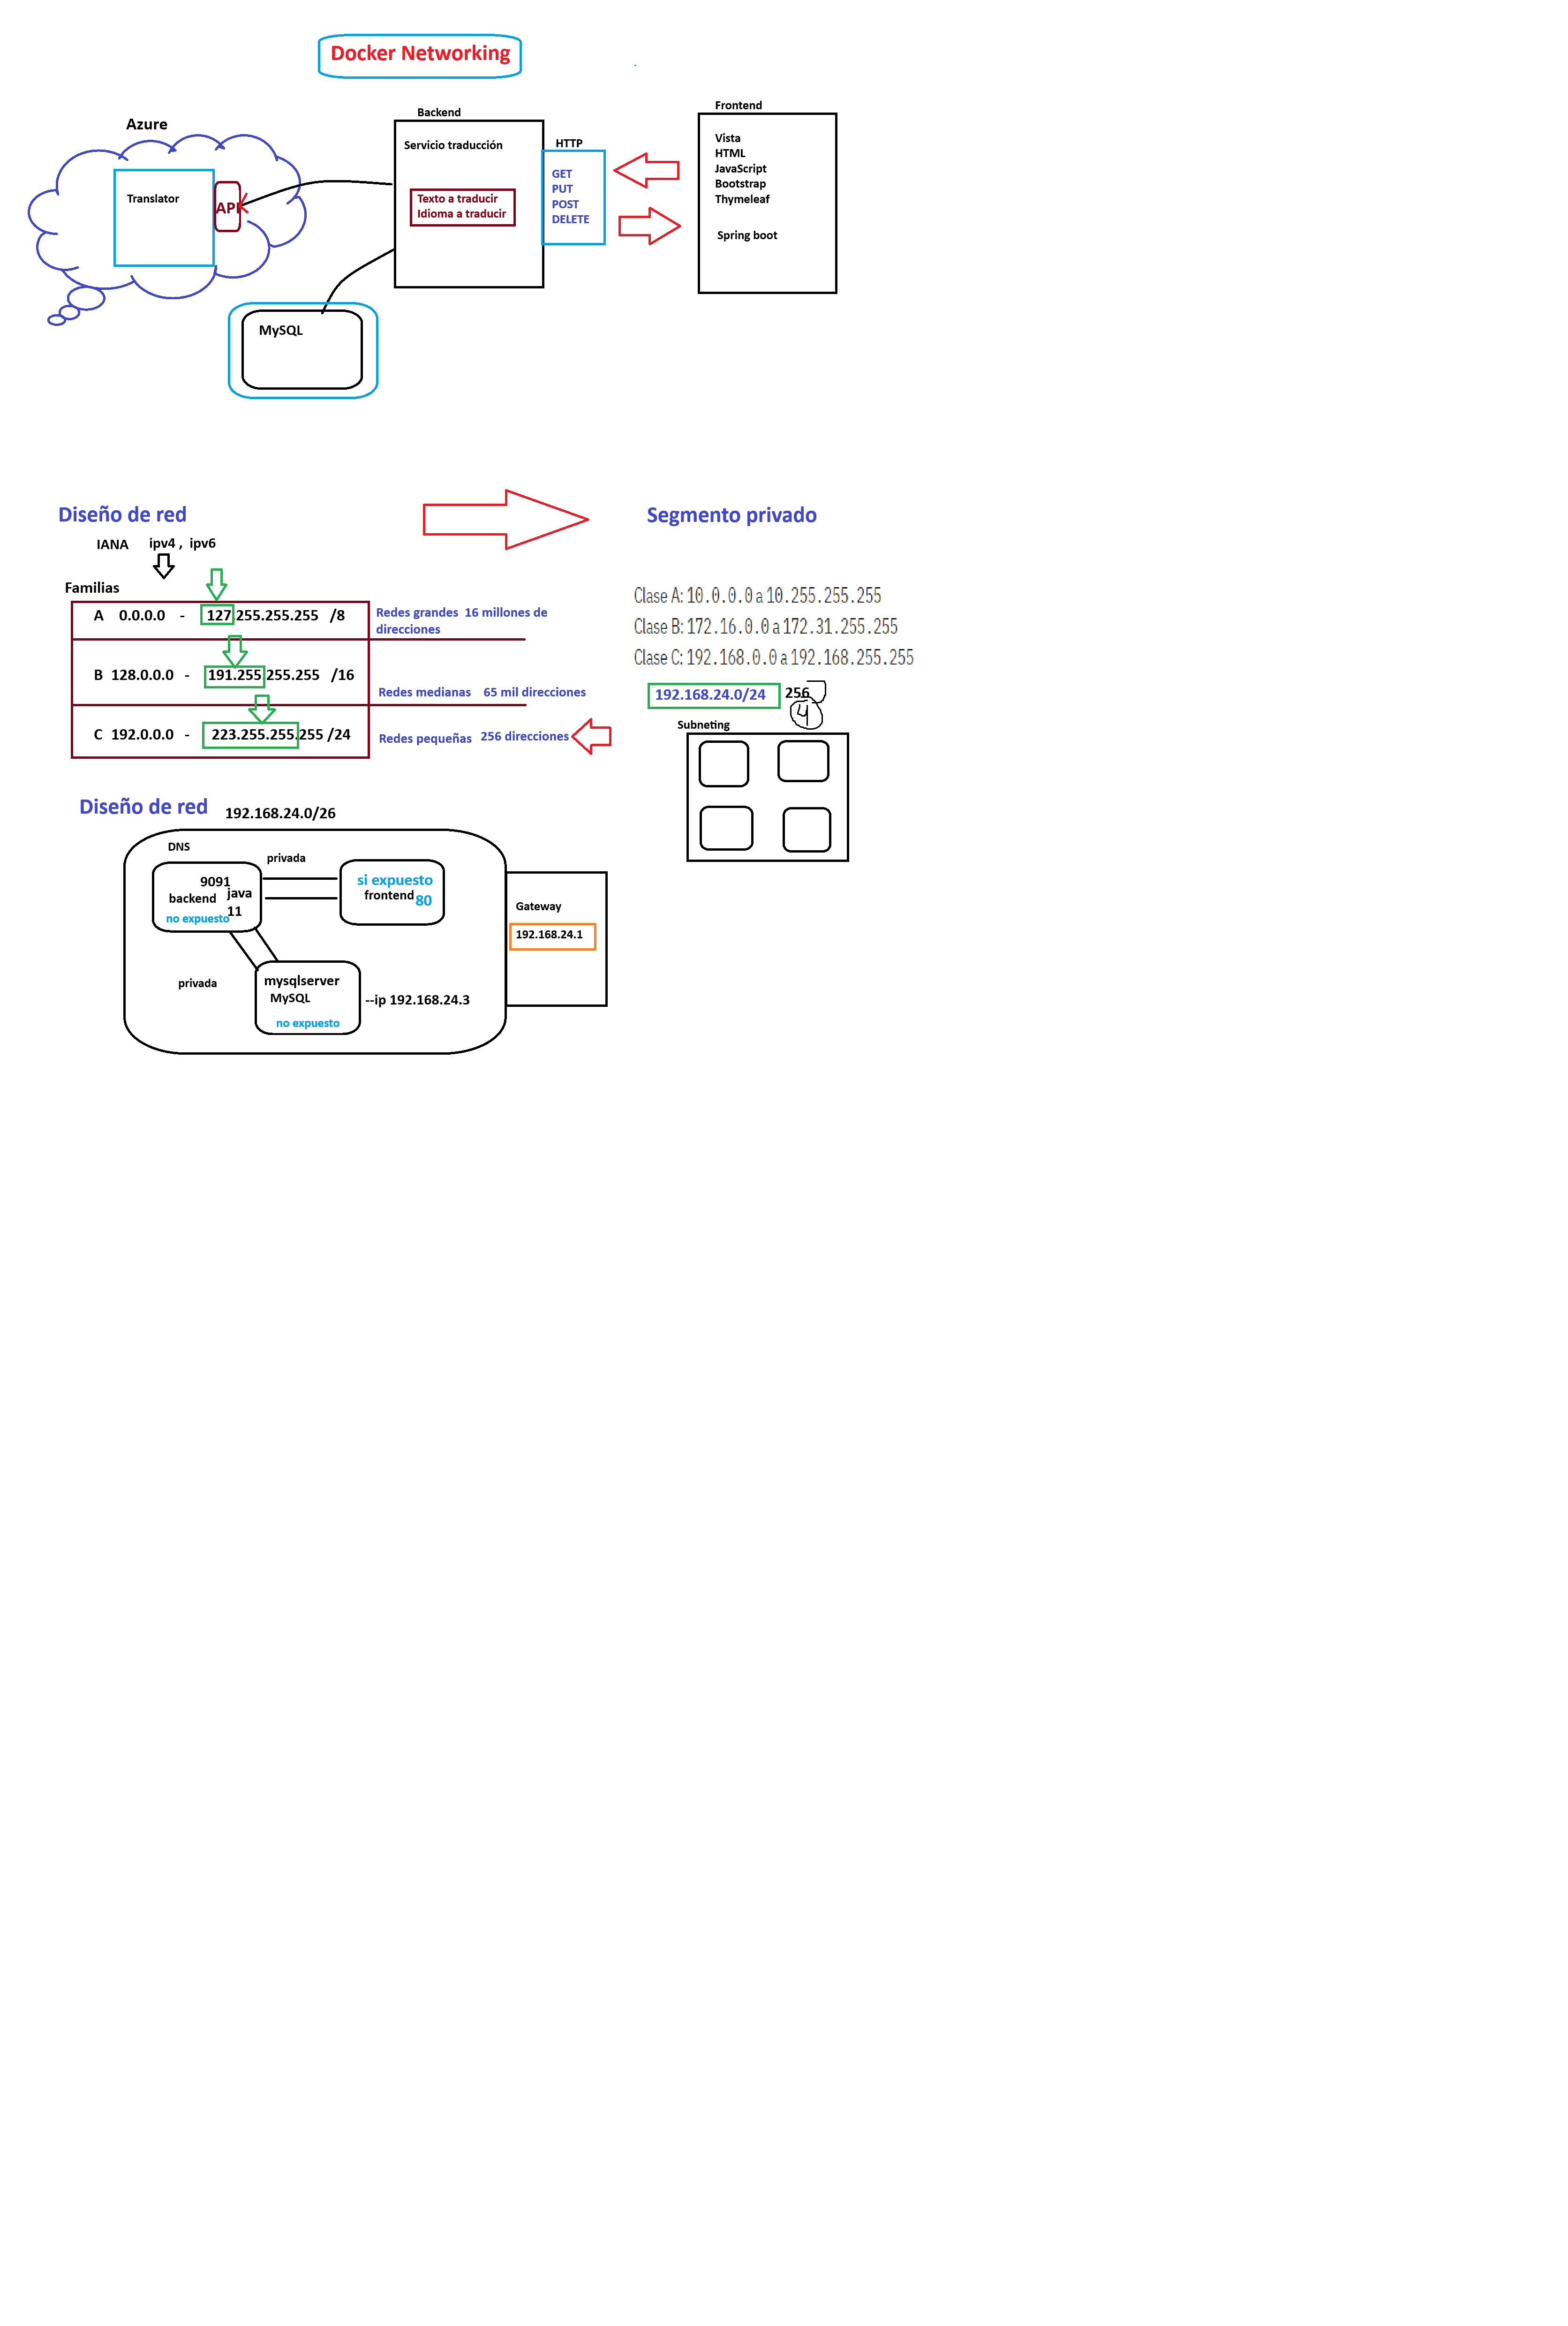 Docker Networking
Azure
Translator
API
Backend
Servicio traducción
Texto a traducir
Idioma a traducir
HTTP
GET
PUT
POST
DELETE
Frontend
Vista
HTML
JavaScript
Bootstrap
Thymeleaf
Spring boot
MySQL
Diseño de red
IANA ipv4 , ipv6
Familias
A 0.0.0.0 - 127.255.255.255 /8
Redes grandes 16 millones de
direcciones
B 128.0.0.0 - 191.255.255.255 /16
Redes medianas 65 mil direcciones
C 192.0.0.0 - 223.255.255.255 /24
Redes pequeñas 256 direcciones
Segmento privado
Clase A: 10.0.0.0 a 10.255.255.255
Clase B: 172.16.0.0 a 172.31.255.255
Clase C: 192.168.0.0 a 192.168.255.255
192.168.24.0/24 256
4
Subneting
Diseño de red 192.168.24.0/26
DNS
privada
9091
backend java
11
no expuesto
si expuesto
frontend 80
Gateway
192.168.24.1
privada
mysqlserver
MySQL
no expuesto
--ip 192.168.24.3